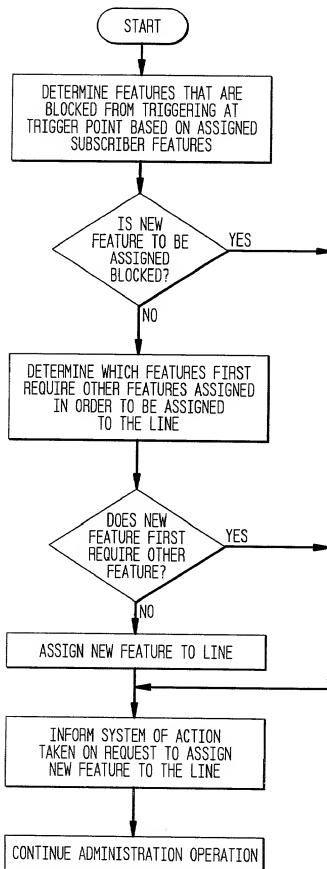 START
DETERMINE FEATURES THAT ARE
BLOCKED FROM TRIGGERING AT
TRIGGER POINT BASED ON ASSIGNED
SUBSCRIBER FEATURES
IS NEW
FEATURE TO BE
ASSIGNED
BLOCKED?
YES
NO
DETERMINE WHICH FEATURES FIRST
REQUIRE OTHER FEATURES ASSIGNED
IN ORDER TO BE ASSIGNED
TO THE LINE
DOES NEW
FEATURE FIRST
REQUIRE OTHER
FEATURE?
YES
NO
ASSIGN NEW FEATURE TO LINE
INFORM SYSTEM OF ACTION
TAKEN ON REQUEST TO ASSIGN
NEW FEATURE TO THE LINE
CONTINUE ADMINISTRATION OPERATION